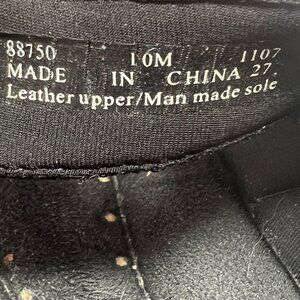 88750 10M 1107
MADE IN CHINA 27
Leather upper/Man made sole